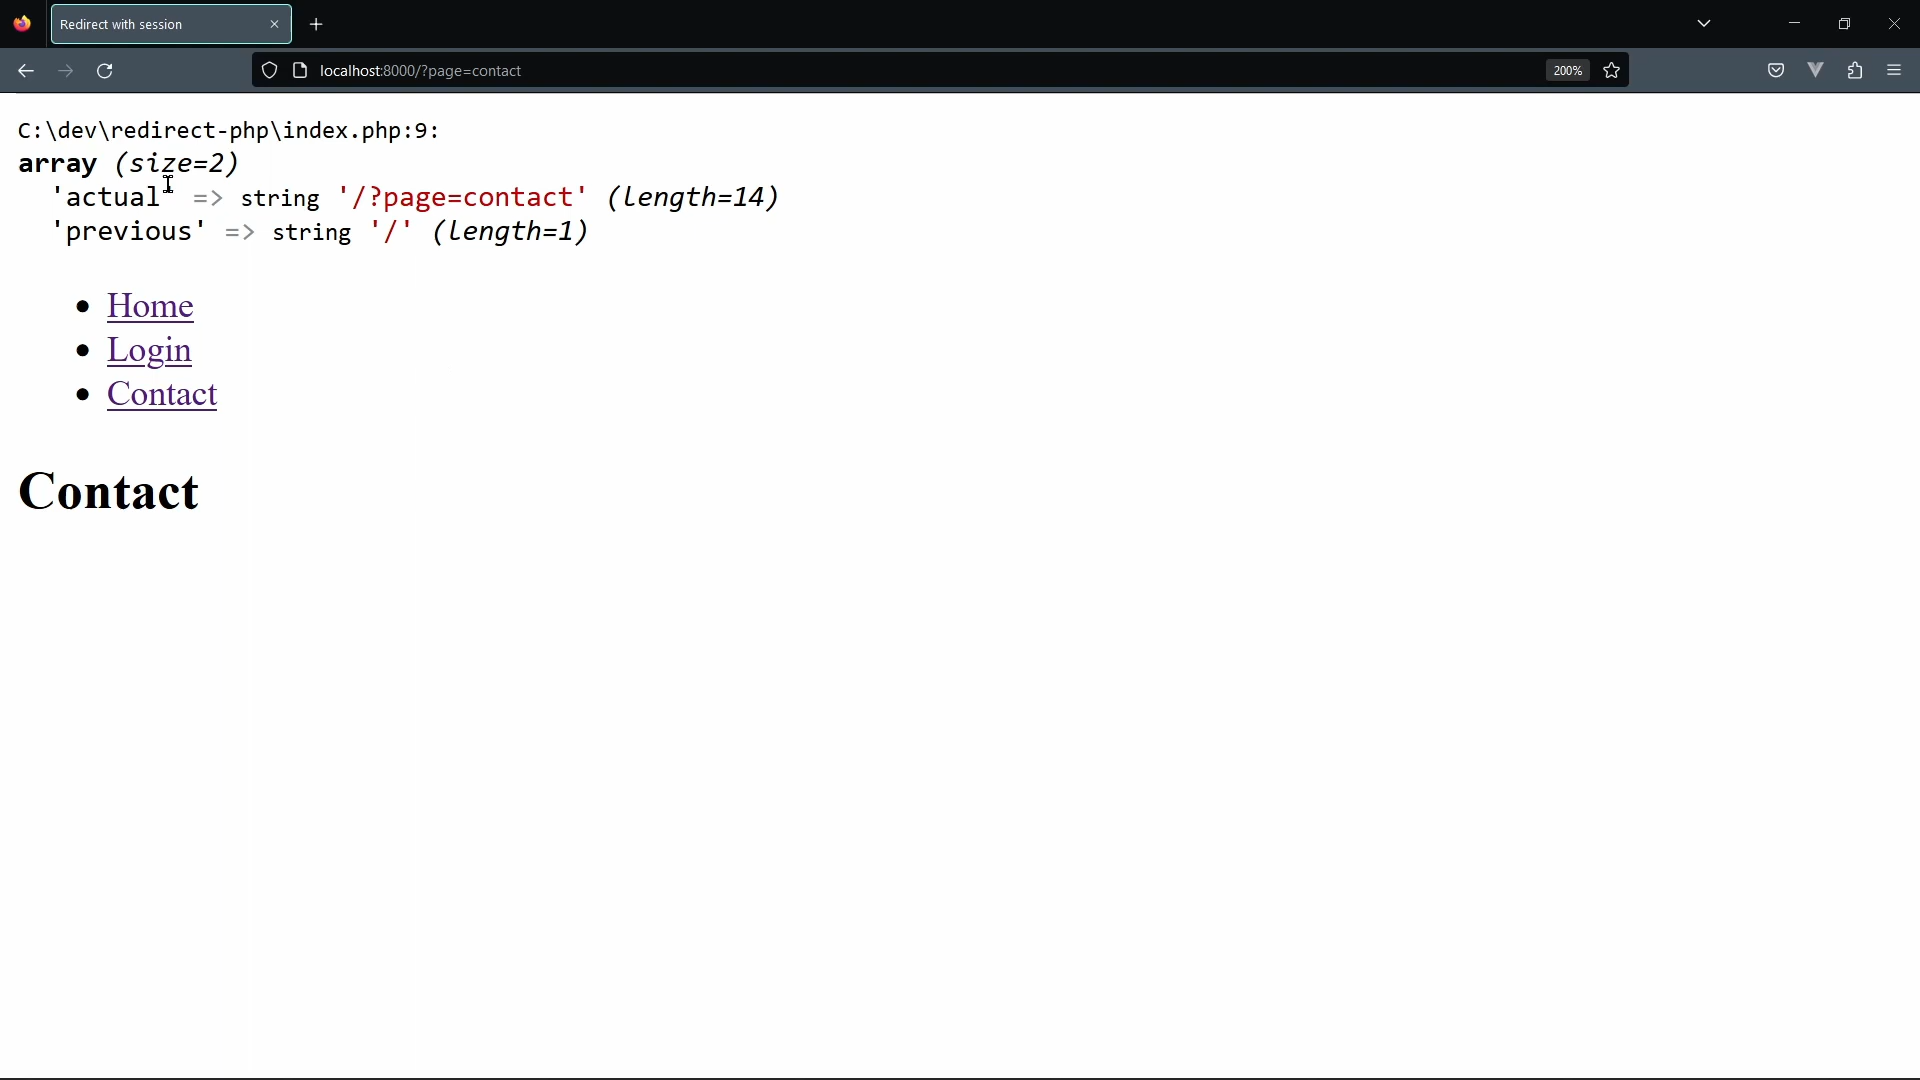 Redirect with session
localhost:8000/?page=contact
200%
C:\dev\redirect-php\index.php:9:
array (size=2)
'actual' => string '/?page=contact' (length=14)
'previous' => string '/' (length=1)
Home
Login
Contact
Contact